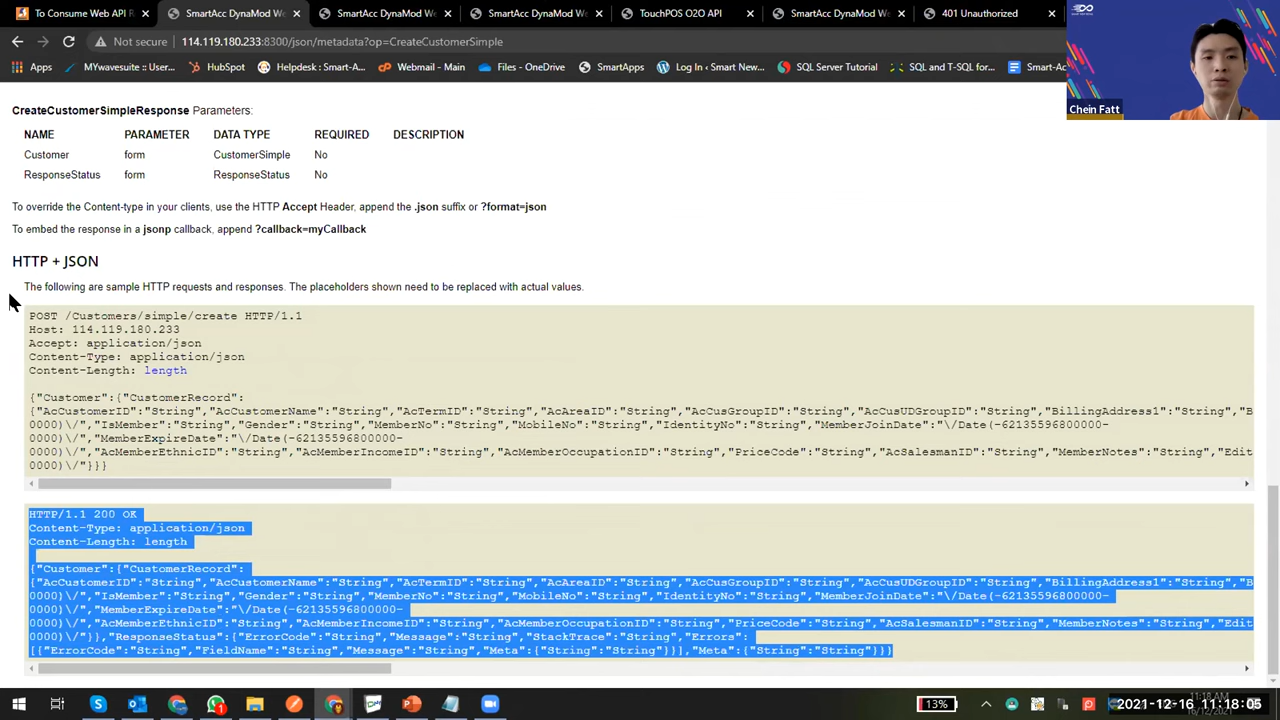 To Consume Web API R
SmartAcc DynaMod We
SmartAcc DynaMod We
SmartAcc DynaMod We
TouchPOS O2O API
SmartAcc DynaMod We
401 Unauthorized
Not secure
114.119.180.233:8300/json/metadata?op=CreateCustomerSimple
Apps
MYwavesuite -- User...
HubSpot
Helpdesk : Smart-A...
Webmail - Main
Files - OneDrive
SmartApps
Log In ‹ Smart New...
SQL Server Tutorial
SQL and T-SQL for...
Smart-Ac
Chein Fatt
CreateCustomerSimpleResponse Parameters:
NAME PARAMETER DATA TYPE REQUIRED DESCRIPTION
Customer form CustomerSimple No
ResponseStatus form ResponseStatus No
To override the Content-type in your clients, use the HTTP Accept Header, append the .json suffix or ?format=json
To embed the response in a jsonp callback, append ?callback=myCallback
HTTP + JSON
The following are sample HTTP requests and responses. The placeholders shown need to be replaced with actual values.
POST /Customers/simple/create HTTP/1.1
Host: 114.119.180.233
Accept: application/json
Content-Type: application/json
Content-Length: length
{"Customer":{"CustomerRecord":
{"AcCustomerID":"String","AcCustomerName":"String","AcTermID":"String","AcAreaID":"String","AcCusGroupID":"String","AcCusUDGroupID":"String","BillingAddress1":"String","B
0000)\/","IsMember":"String","Gender":"String","MemberNo":"String","MobileNo":"String","IdentityNo":"String","MemberJoinDate":"\/Date(-62135596800000-
0000)\/","MemberExpireDate":"\/Date(-62135596800000-
0000)\/","AcMemberEthnicID":"String","AcMemberIncomeID":"String","AcMemberOccupationID":"String","PriceCode":"String","AcSalesmanID":"String","MemberNotes":"String","Edit
0000)\/"}}}
HTTP/1.1 200 OK
Content-Type: application/json
Content-Length: length
{"Customer":{"CustomerRecord":
{"AcCustomerID":"String","AcCustomerName":"String","AcTermID":"String","AcAreaID":"String","AcCusGroupID":"String","AcCusUDGroupID":"String","BillingAddress1":"String","B
0000)\/","IsMember":"String","Gender":"String","MemberNo":"String","MobileNo":"String","IdentityNo":"String","MemberJoinDate":"\/Date(-62135596800000-
0000)\/","MemberExpireDate":"\/Date(-62135596800000-
0000)\/","AcMemberEthnicID":"String","AcMemberIncomeID":"String","AcMemberOccupationID":"String","PriceCode":"String","AcSalesmanID":"String","MemberNotes":"String","Edit
0000)\/"}},"ResponseStatus":{"ErrorCode":"String","Message":"String","StackTrace":"String","Errors":
[{"ErrorCode":"String","FieldName":"String","Message":"String","Meta":{"String":"String"}}],"Meta":{"String":"String"}}}
13%
11:18 AM
2021-12-16 11:18:05